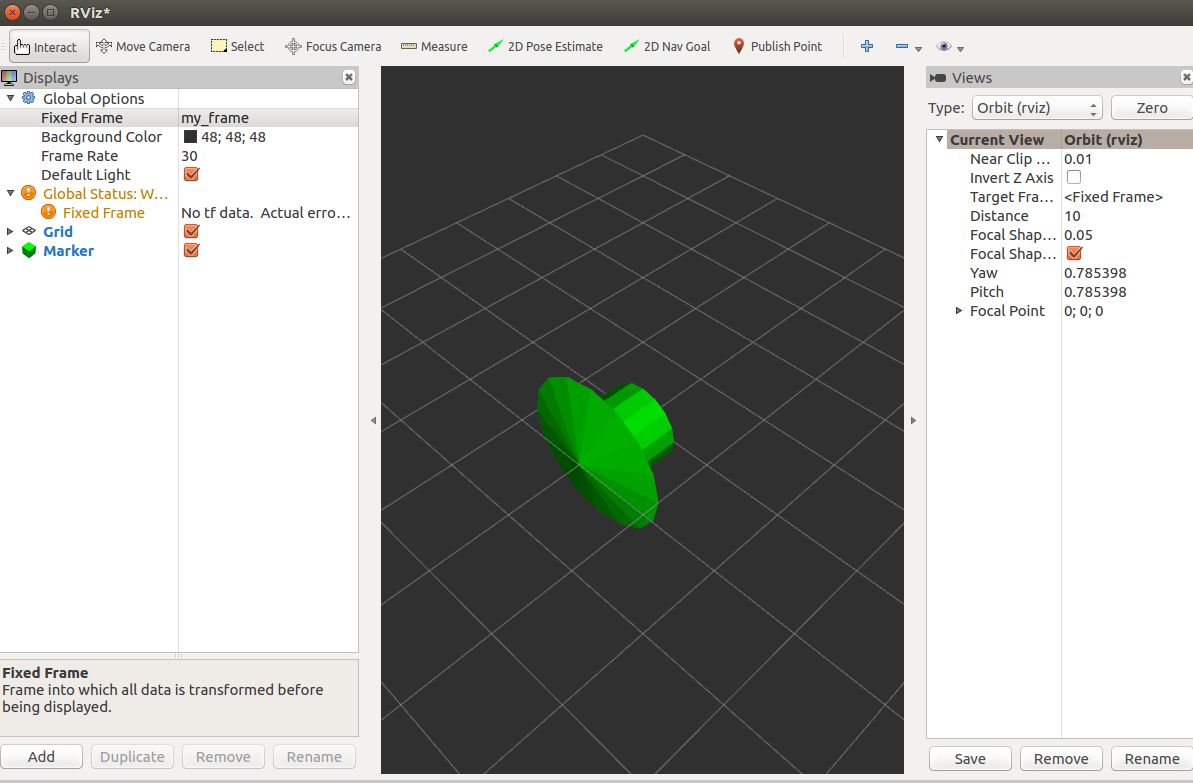 RViz*
Interact Move Camera Select Focus Camera Measure 2D Pose Estimate 2D Nav Goal Publish Point
Displays
Global Options
Fixed Frame my_frame
Background Color 48; 48; 48
Frame Rate 30
Default Light
Global Status: W...
Fixed Frame No tf data. Actual erro...
Grid
Marker
Fixed Frame
Frame into which all data is transformed before
being displayed.
Add Duplicate Remove Rename
Views
Type: Orbit (rviz) Zero
Current View Orbit (rviz)
Near Clip ... 0.01
Invert Z Axis
Target Fra... <Fixed Frame>
Distance 10
Focal Shap... 0.05
Focal Shap...
Yaw 0.785398
Pitch 0.785398
Focal Point 0; 0; 0
Save Remove Rename